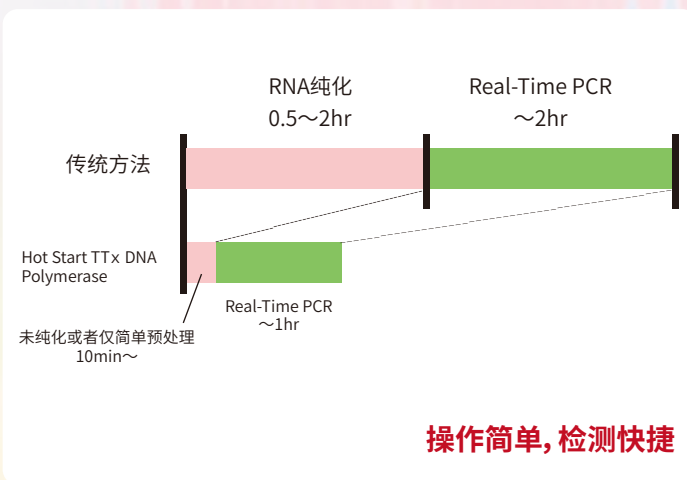 RNA纯化
0.5～2hr
Real-Time PCR
～2hr
传统方法
Hot Start TTx DNA
Polymerase
Real-Time PCR
～1hr
未纯化或者仅简单预处理
10min～
操作简单, 检测快捷